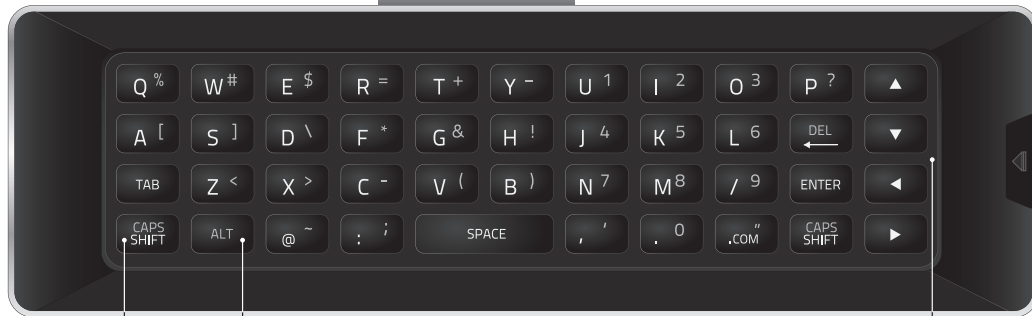 Q % W # E $ R = T + Y - U 1 I 2 O 3 P ? ▲
A [ S ] D \ F * G & H ! J 4 K 5 L 6 DEL ▼
TAB Z < X > C - V ( B ) N 7 M 8 / 9 ENTER ◀
CAPS SHIFT ALT @ ~ : ; SPACE , ' . 0 .COM " CAPS SHIFT ▶